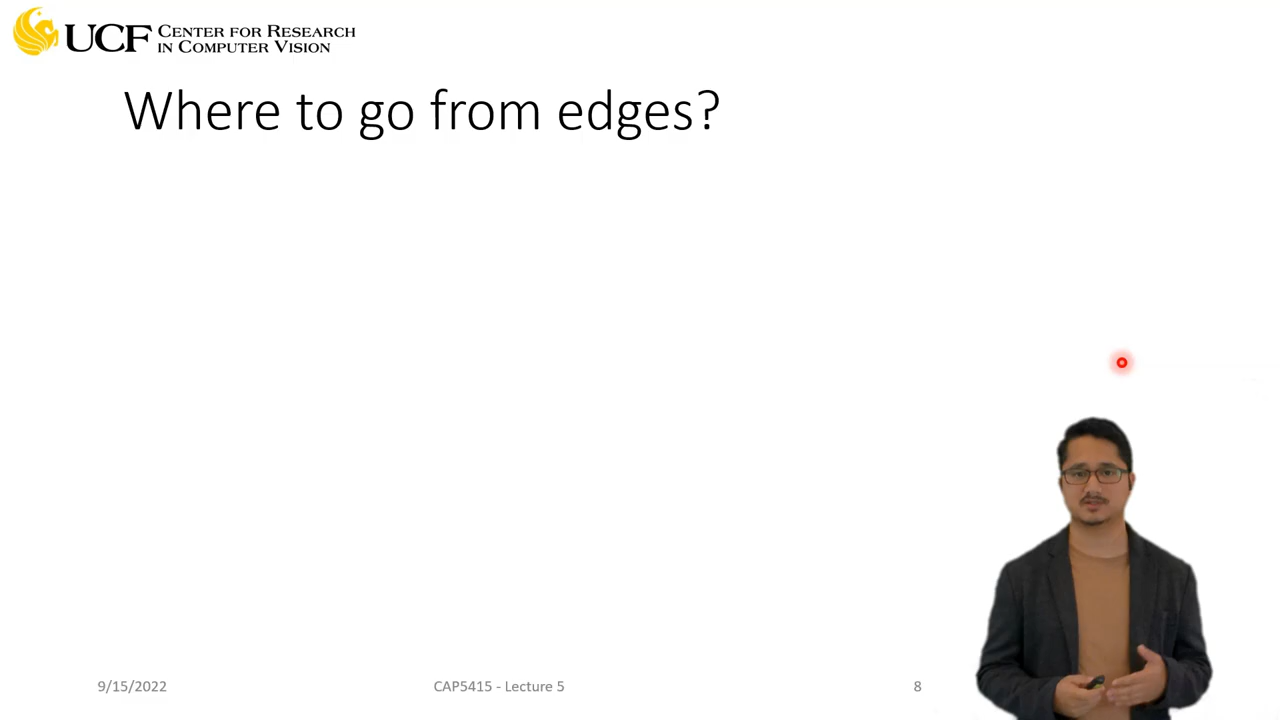 UCF CENTER FOR RESEARCH
IN COMPUTER VISION
Where to go from edges?
9/15/2022
CAP5415 - Lecture 5
8